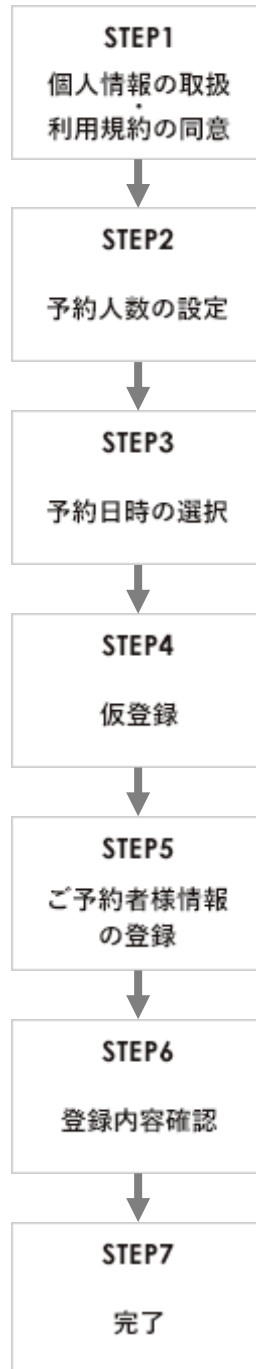 STEP1
個人情報の取扱
・
利用規約の同意
STEP2
予約人数の設定
STEP3
予約日時の選択
STEP4
仮登録
STEP5
ご予約者様情報
の登録
STEP6
登録内容確認
STEP7
完了